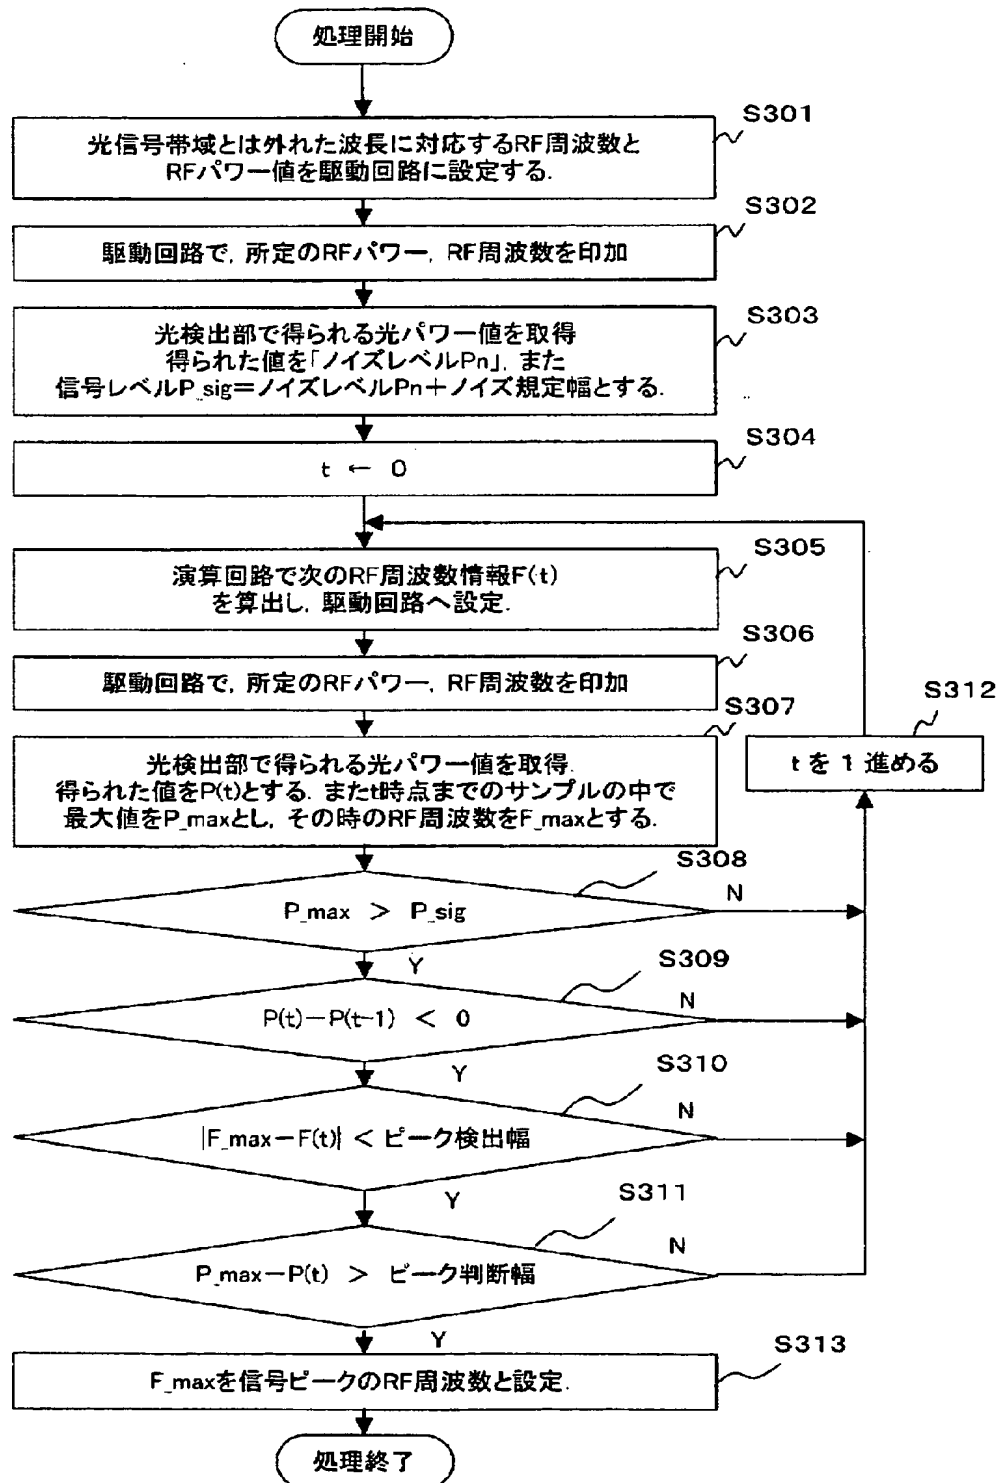 処理開始
S301
光信号帯域とは外れた波長に対応するRF周波数と
RFパワー値を駆動回路に設定する.
S302
駆動回路で, 所定のRFパワー, RF周波数を印加
S303
光検出部で得られる光パワー値を取得
得られた値を「ノイズレベルPn」, また
信号レベルP_sig=ノイズレベルPn+ノイズ規定幅とする.
S304
t ← 0
S305
演算回路で次のRF周波数情報F(t)
を算出し, 駆動回路へ設定.
S306
駆動回路で, 所定のRFパワー, RF周波数を印加
S307
光検出部で得られる光パワー値を取得.
得られた値をP(t)とする. またt時点までのサンプルの中で
最大値をP_maxとし, その時のRF周波数をF_maxとする.
S312
tを1進める
S308
P_max > P_sig
N
Y
S309
P(t)-P(t-1) < 0
N
Y
S310
|F_max-F(t)| < ピーク検出幅
N
Y
S311
P_max-P(t) > ピーク判断幅
N
Y
S313
F_maxを信号ピークのRF周波数と設定.
処理終了